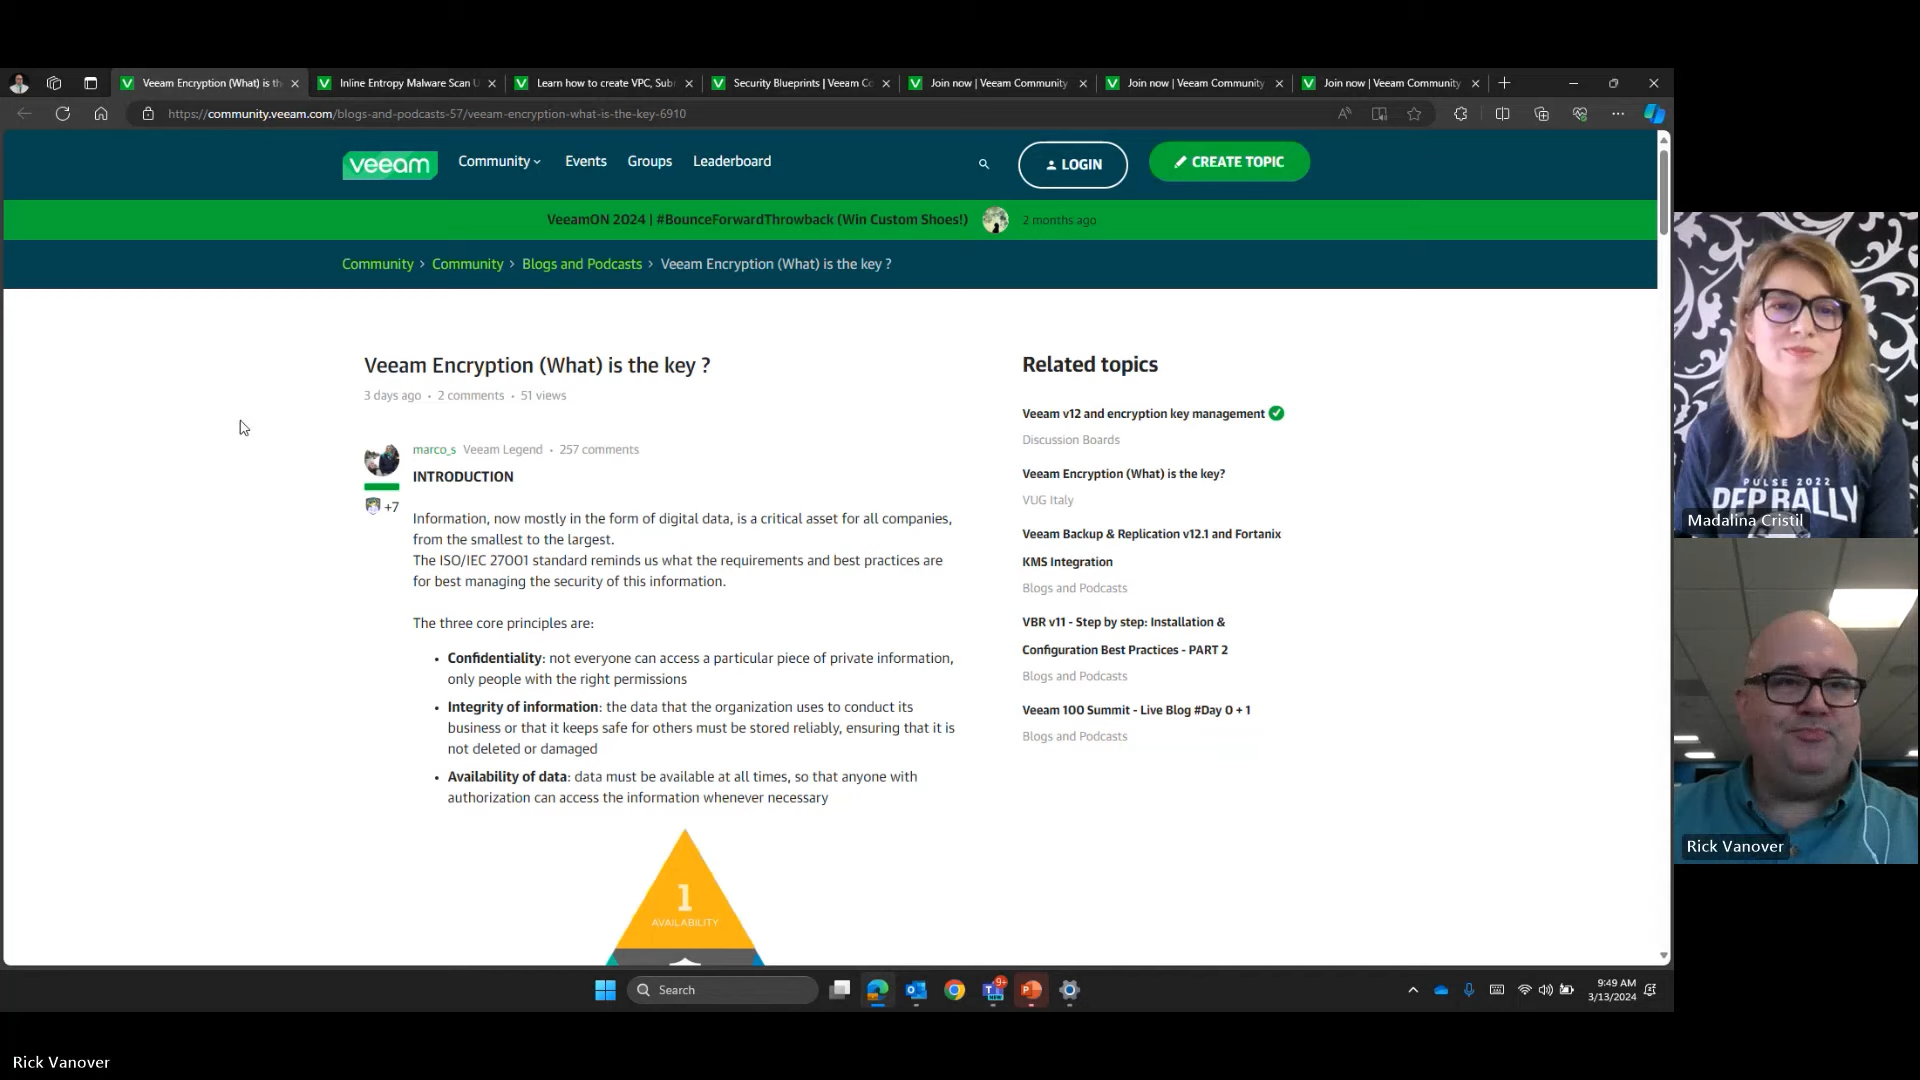 Veeam Encryption (What) is th
Inline Entropy Malware Scan U
Learn how to create VPC, Sub
Security Blueprints | Veeam Co
Join now | Veeam Community
Join now | Veeam Community
Join now | Veeam Community
https://community.veeam.com/blogs-and-podcasts-57/veeam-encryption-what-is-the-key-6910
veeam
Community
Events
Groups
Leaderboard
LOGIN
CREATE TOPIC
VeeamON 2024 | #BounceForwardThrowback (Win Custom Shoes!)
2 months ago
Community > Community > Blogs and Podcasts > Veeam Encryption (What) is the key ?
Veeam Encryption (What) is the key ?
3 days ago • 2 comments • 51 views
marco_s Veeam Legend • 257 comments
+7
INTRODUCTION
Information, now mostly in the form of digital data, is a critical asset for all companies,
from the smallest to the largest.
The ISO/IEC 27001 standard reminds us what the requirements and best practices are
for best managing the security of this information.
The three core principles are:
• Confidentiality: not everyone can access a particular piece of private information,
only people with the right permissions
• Integrity of information: the data that the organization uses to conduct its
business or that it keeps safe for others must be stored reliably, ensuring that it is
not deleted or damaged
• Availability of data: data must be available at all times, so that anyone with
authorization can access the information whenever necessary
1
AVAILABILITY
Related topics
Veeam v12 and encryption key management
Discussion Boards
Veeam Encryption (What) is the key?
VUG Italy
Veeam Backup & Replication v12.1 and Fortanix
KMS Integration
Blogs and Podcasts
VBR v11 - Step by step: Installation &
Configuration Best Practices - PART 2
Blogs and Podcasts
Veeam 100 Summit - Live Blog #Day 0 + 1
Blogs and Podcasts
PULSE 2022
DEP RALLY
Madalina Cristil
Rick Vanover
Search
9+
NEW
9:49 AM
3/13/2024
Rick Vanover